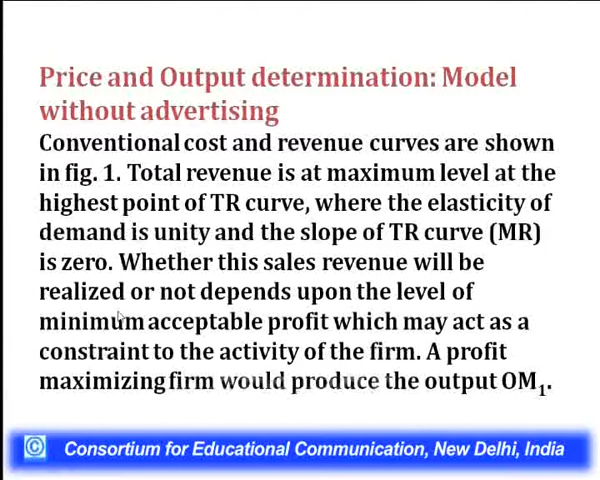 Price and Output determination: Model
without advertising
Conventional cost and revenue curves are shown
in fig. 1. Total revenue is at maximum level at the
highest point of TR curve, where the elasticity of
demand is unity and the slope of TR curve (MR)
is zero. Whether this sales revenue will be
realized or not depends upon the level of
minimum acceptable profit which may act as a
constraint to the activity of the firm. A profit
maximizing firm would produce the output OM₁.
© Consortium for Educational Communication, New Delhi, India